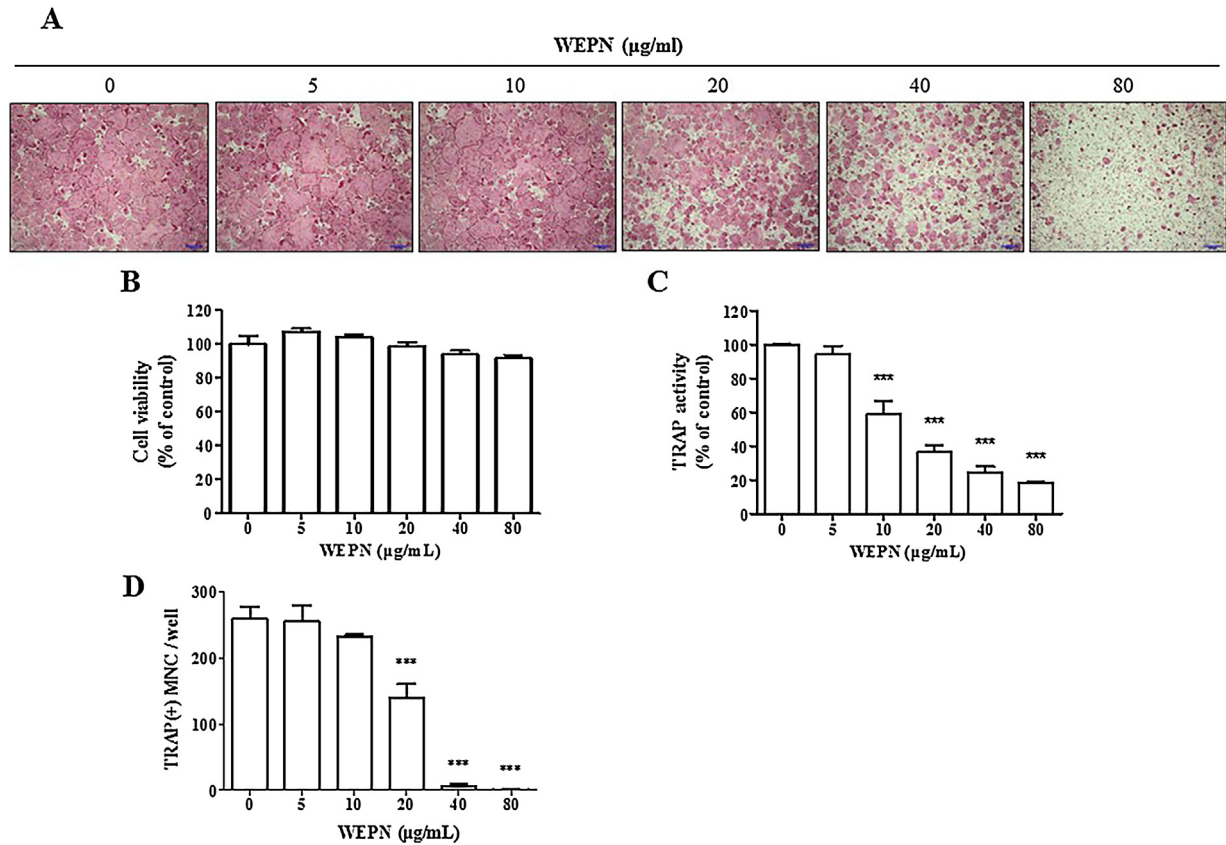 A
WEPN (µg/ml)
0 5 10 20 40 80
B
Cell viability
(% of control)
120
100
80
60
40
20
0
0 5 10 20 40 80
WEPN (µg/mL)
C
TRAP activity
(% of control)
120
100
80
60
40
20
0
*** *** *** ***
0 5 10 20 40 80
WEPN (µg/mL)
D
TRAP(+) MNC /well
300
200
100
0
*** *** ***
0 5 10 20 40 80
WEPN (µg/mL)